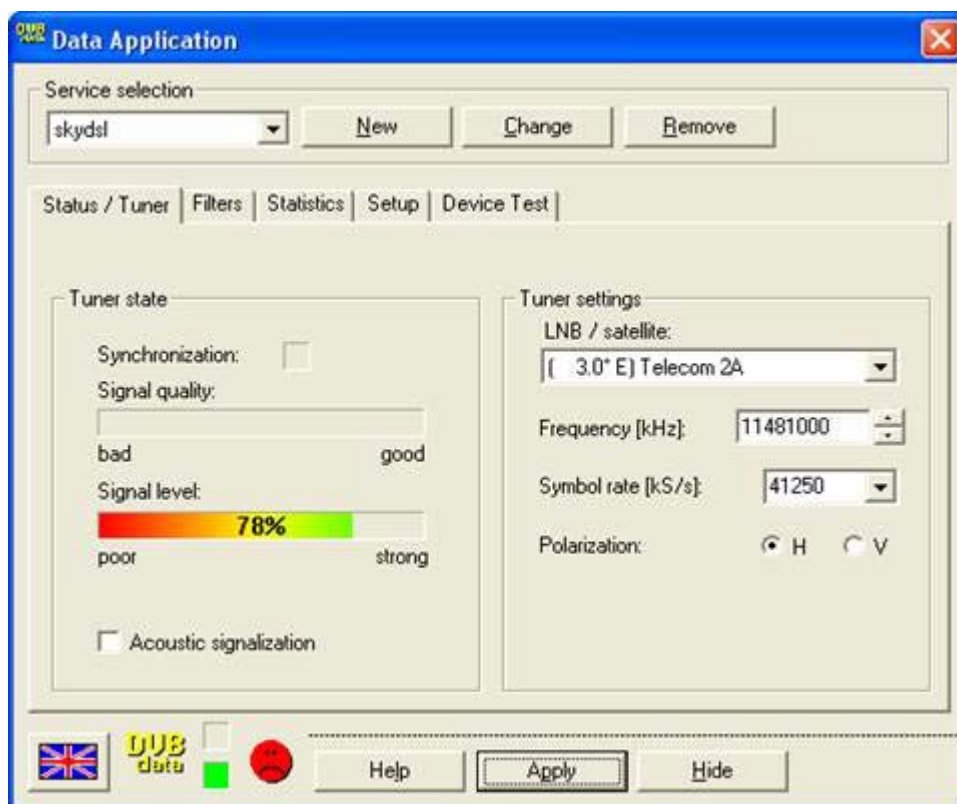 Data Application
Service selection
skydsl
New
Change
Remove
Status / Tuner
Filters
Statistics
Setup
Device Test
Tuner state
Synchronization:
Signal quality:
bad
good
Signal level:
78%
poor
strong
Acoustic signalization
Tuner settings
LNB / satellite:
( 3.0° E) Telecom 2A
Frequency [kHz]:
11481000
Symbol rate [kS/s]:
41250
Polarization:
H
V
DVB
data
Help
Apply
Hide